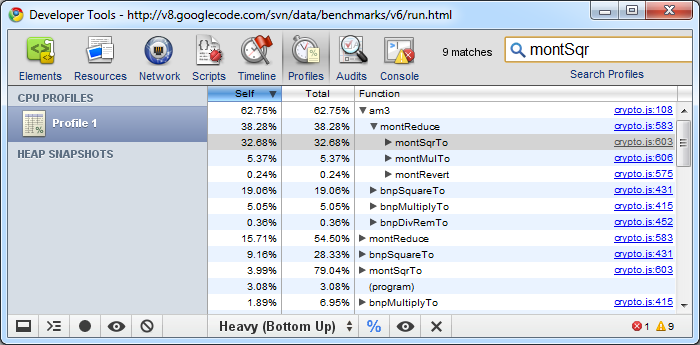 Developer Tools - http://v8.googlecode.com/svn/data/benchmarks/v6/run.html
Elements Resources Network Scripts Timeline Profiles Audits Console
9 matches montSqr
Search Profiles
CPU PROFILES
Profile 1
HEAP SNAPSHOTS
Self Total Function
62.75% 62.75% am3 crypto.js:108
38.28% 38.28% montReduce crypto.js:583
32.68% 32.68% montSqrTo crypto.js:603
5.37% 5.37% montMulTo crypto.js:606
0.24% 0.24% montRevert crypto.js:575
19.06% 19.06% bnpSquareTo crypto.js:431
5.05% 5.05% bnpMultiplyTo crypto.js:415
0.36% 0.36% bnpDivRemTo crypto.js:452
15.71% 54.50% montReduce crypto.js:583
9.16% 28.33% bnpSquareTo crypto.js:431
3.99% 79.04% montSqrTo crypto.js:603
3.08% 3.08% (program)
1.89% 6.95% bnpMultiplyTo crypto.js:415
Heavy (Bottom Up) % 1 9